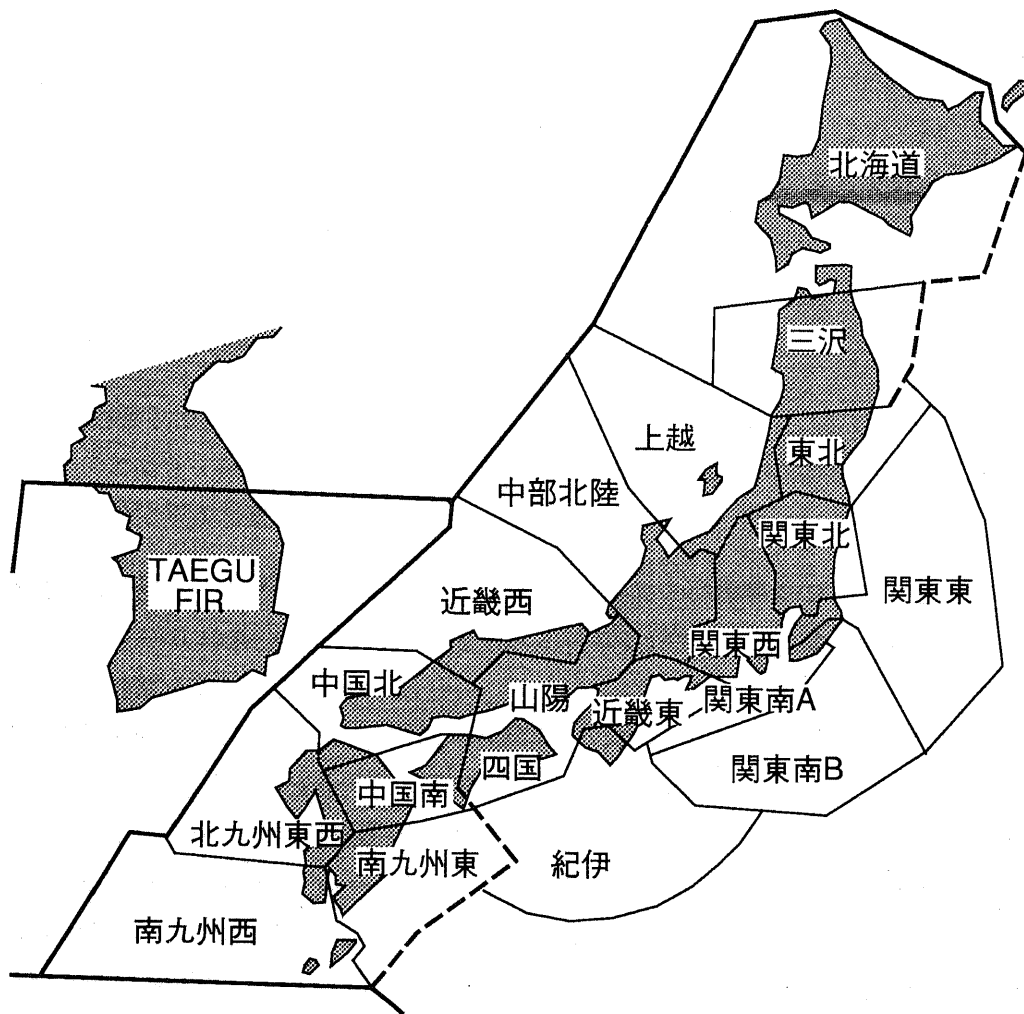 北海道
三沢
上越
東北
中部北陸
関東北
TAEGU
FIR
関東東
近畿西
関東西
中国北
山陽
近畿東
関東南A
四国
関東南B
中国南
北九州東西
南九州東
紀伊
南九州西